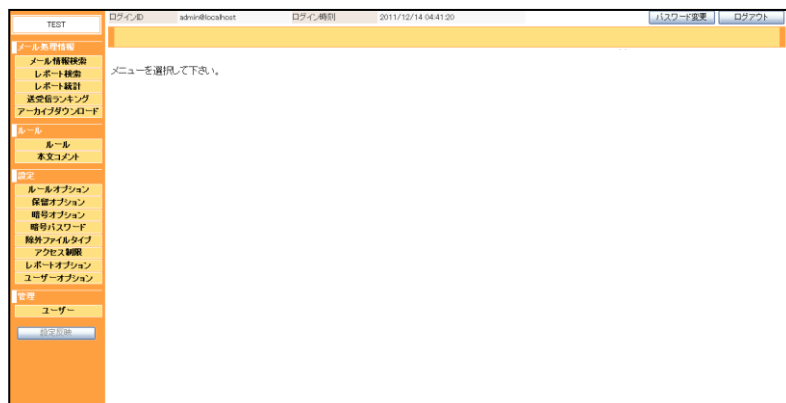 TEST
ログインID admin@localhost ログイン時刻 2011/12/14 04:41:20 パスワード変更 ログアウト
メール処理情報
メール情報検索
レポート検索
レポート統計
送受信ランキング
アーカイブダウンロード
メニューを選択して下さい。
ルール
ルール
本文コメント
設定
ルールオプション
保留オプション
暗号オプション
暗号パスワード
除外ファイルタイプ
アクセス制限
レポートオプション
ユーザーオプション
管理
ユーザー
設定反映